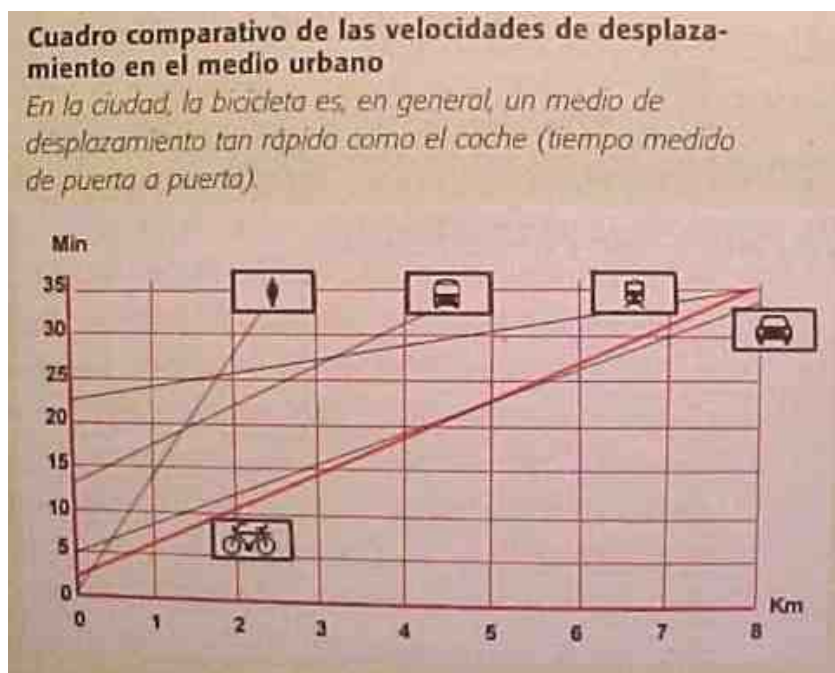 Cuadro comparativo de las velocidades de desplaza-
miento en el medio urbano
En la ciudad, la bicicleta es, en general, un medio de
desplazamiento tan rápido como el coche (tiempo medido
de puerta a puerta).
Min
35
30
25
20
15
10
5
0
0 1 2 3 4 5 6 7 8
Km